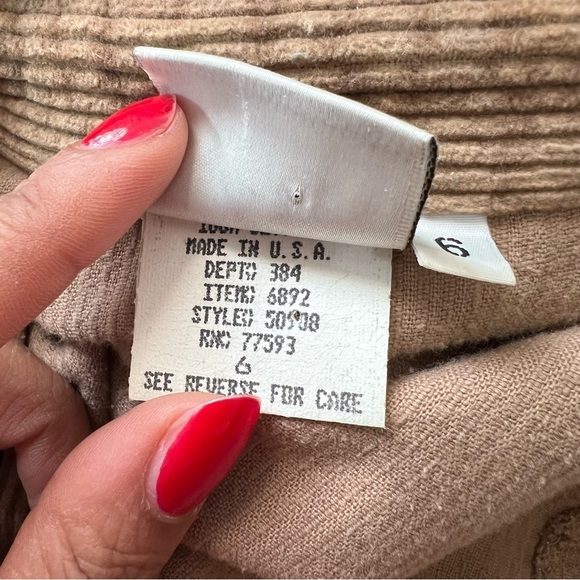 MADE IN U.S.A.
DEPT: 384
ITEM: 6892
STYLE: 50908
RN: 77593
6
SEE REVERSE FOR CARE
6